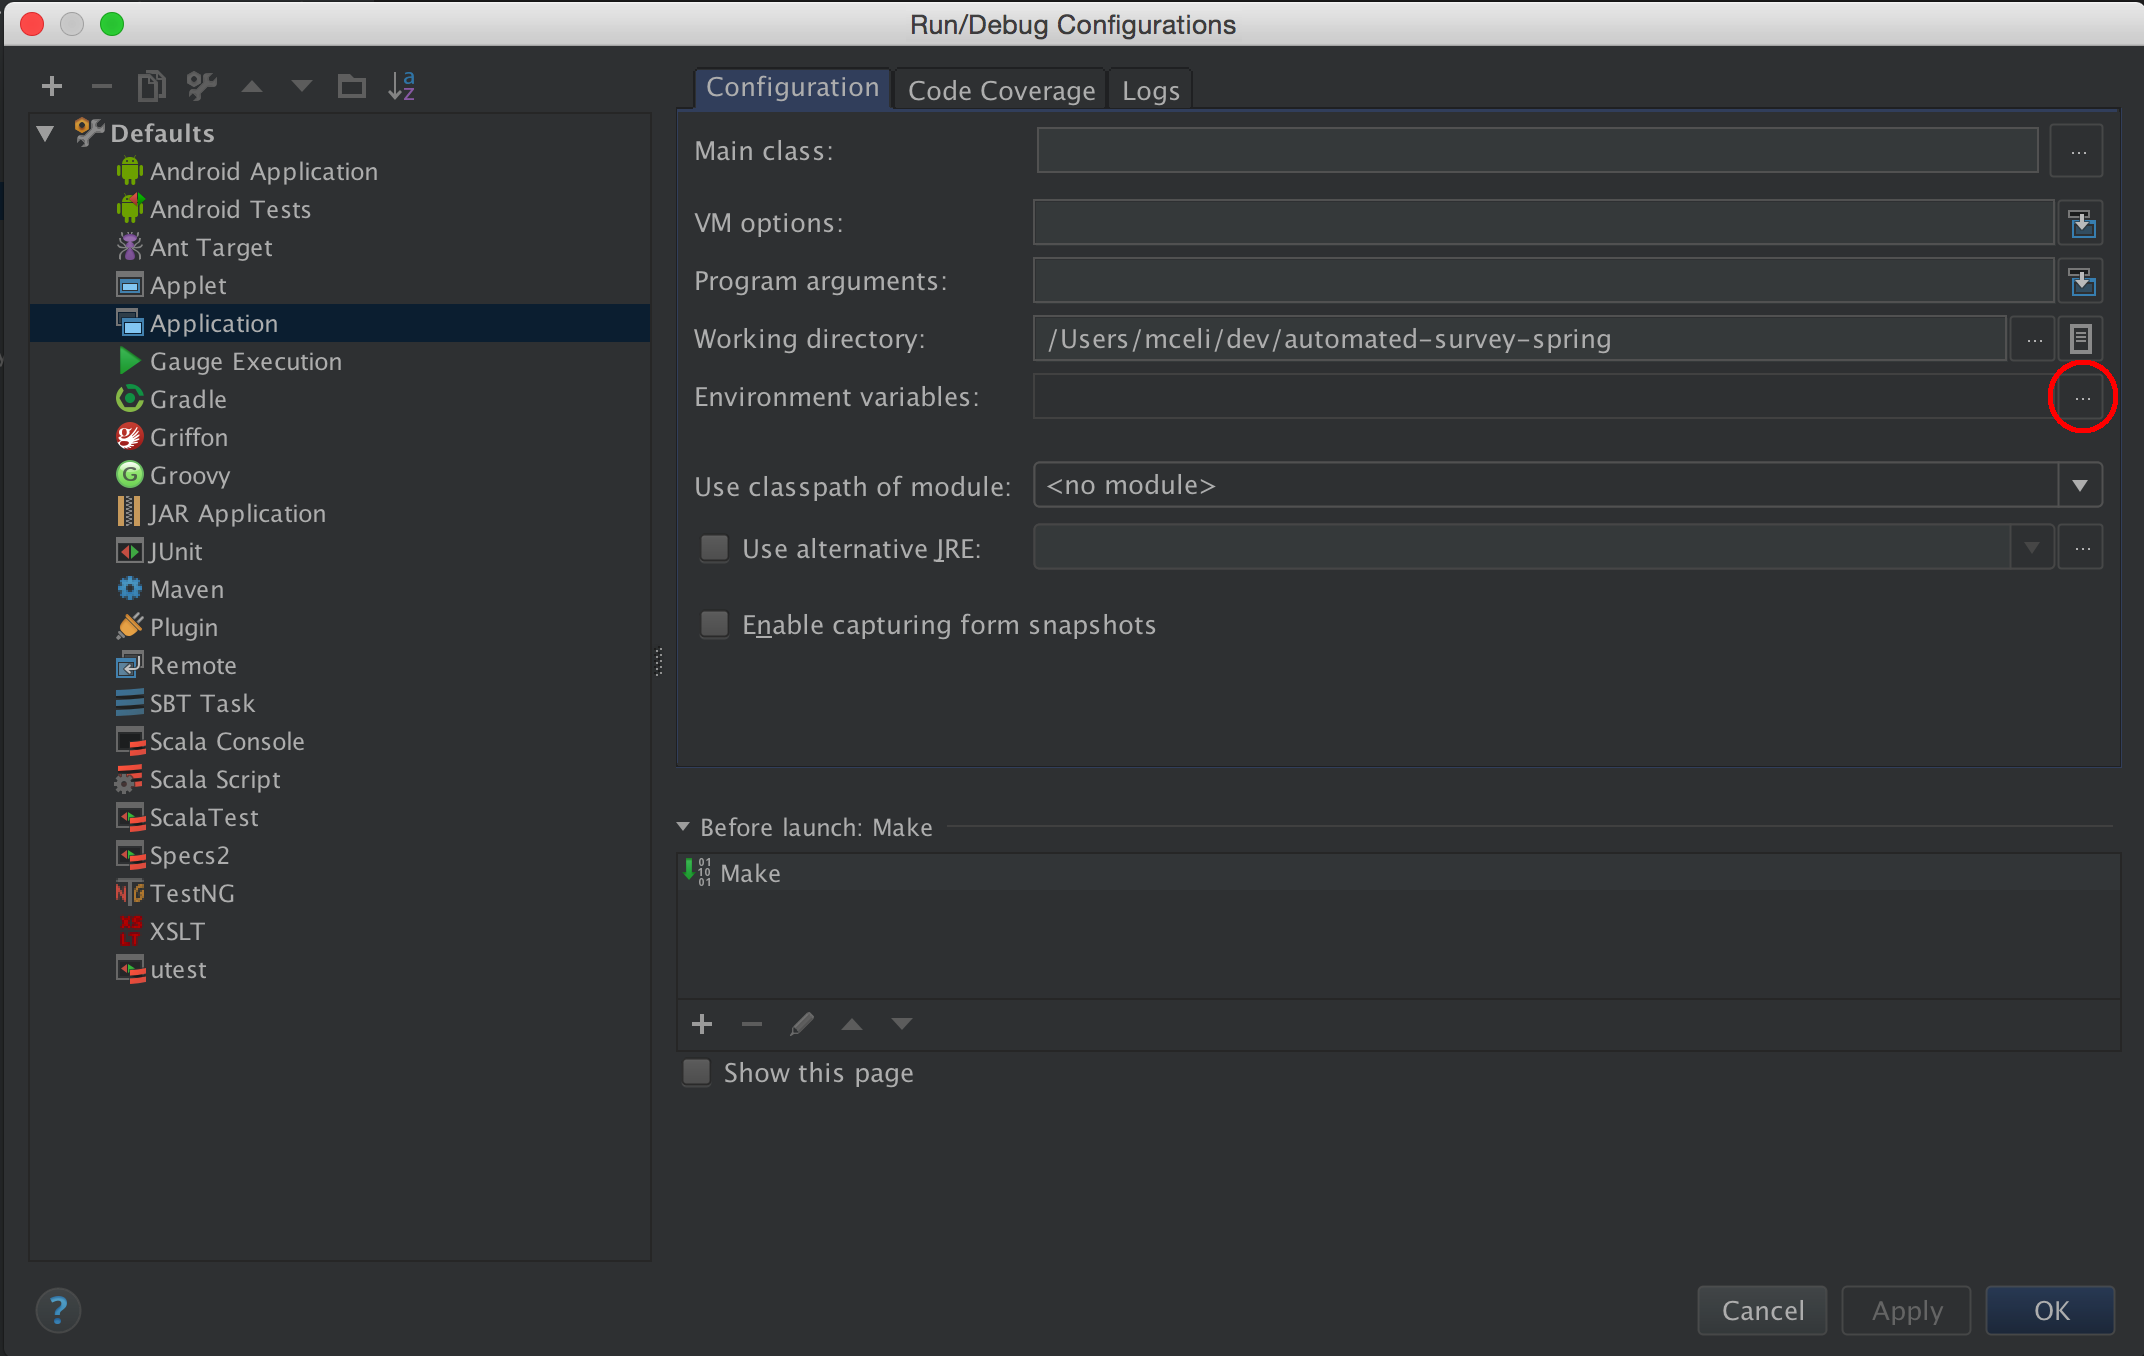 Run/Debug Configurations
Defaults
Android Application
Android Tests
Ant Target
Applet
Application
Gauge Execution
Gradle
Griffon
Groovy
JAR Application
JUnit
Maven
Plugin
Remote
SBT Task
Scala Console
Scala Script
ScalaTest
Specs2
TestNG
XSLT
utest
Configuration
Code Coverage
Logs
Main class:
...
VM options:
Program arguments:
Working directory: /Users/mceli/dev/automated-survey-spring ...
Environment variables: ...
Use classpath of module: <no module>
Use alternative JRE: ...
Enable capturing form snapshots
Before launch: Make
Make
Show this page
?
Cancel
Apply
OK